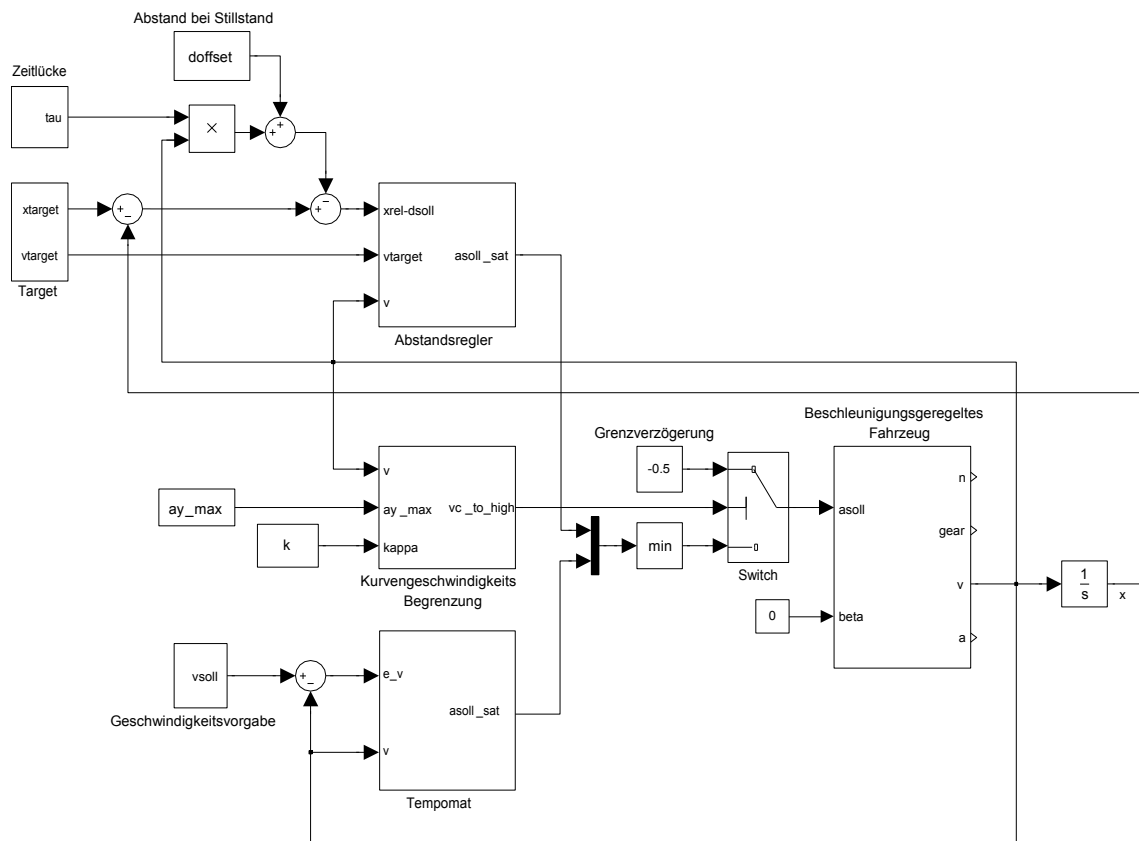 Abstand bei Stillstand
doffset
Zeitlücke
tau
×
+
+
xtarget
vtarget
Target
+
−
+
−
xrel-dsoll
vtarget
v
asoll _sat
Abstandsregler
v
ay _max
kappa
vc _to_high
Kurvengeschwindigkeits
Begrenzung
ay_max
k
Grenzverzögerung
-0.5
min
Switch
0
Beschleunigungsgeregeltes
Fahrzeug
asoll
beta
n
gear
v
a
1
s
x
vsoll
Geschwindigkeitsvorgabe
+
−
e_v
v
asoll _sat
Tempomat